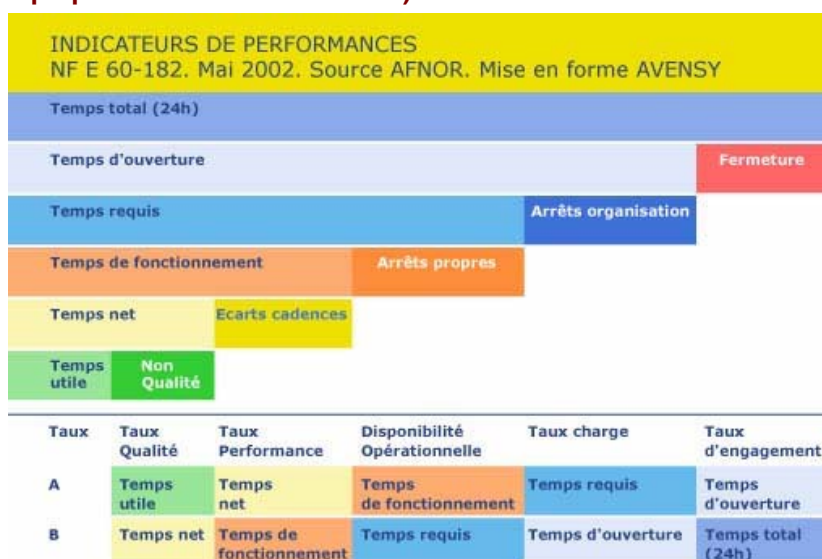 INDICATEURS DE PERFORMANCES
NF E 60-182. Mai 2002. Source AFNOR. Mise en forme AVENSY
Temps total (24h)
Temps d'ouverture Fermeture
Temps requis Arrêts organisation
Temps de fonctionnement Arrêts propres
Temps net Ecarts cadences
Temps Non
utile Qualité
Taux Taux Taux Disponibilité Taux charge Taux
Qualité Performance Opérationnelle d'engagement
A Temps Temps Temps Temps requis Temps
utile net de fonctionnement d'ouverture
B Temps net Temps de Temps requis Temps d'ouverture Temps total
fonctionnement (24h)